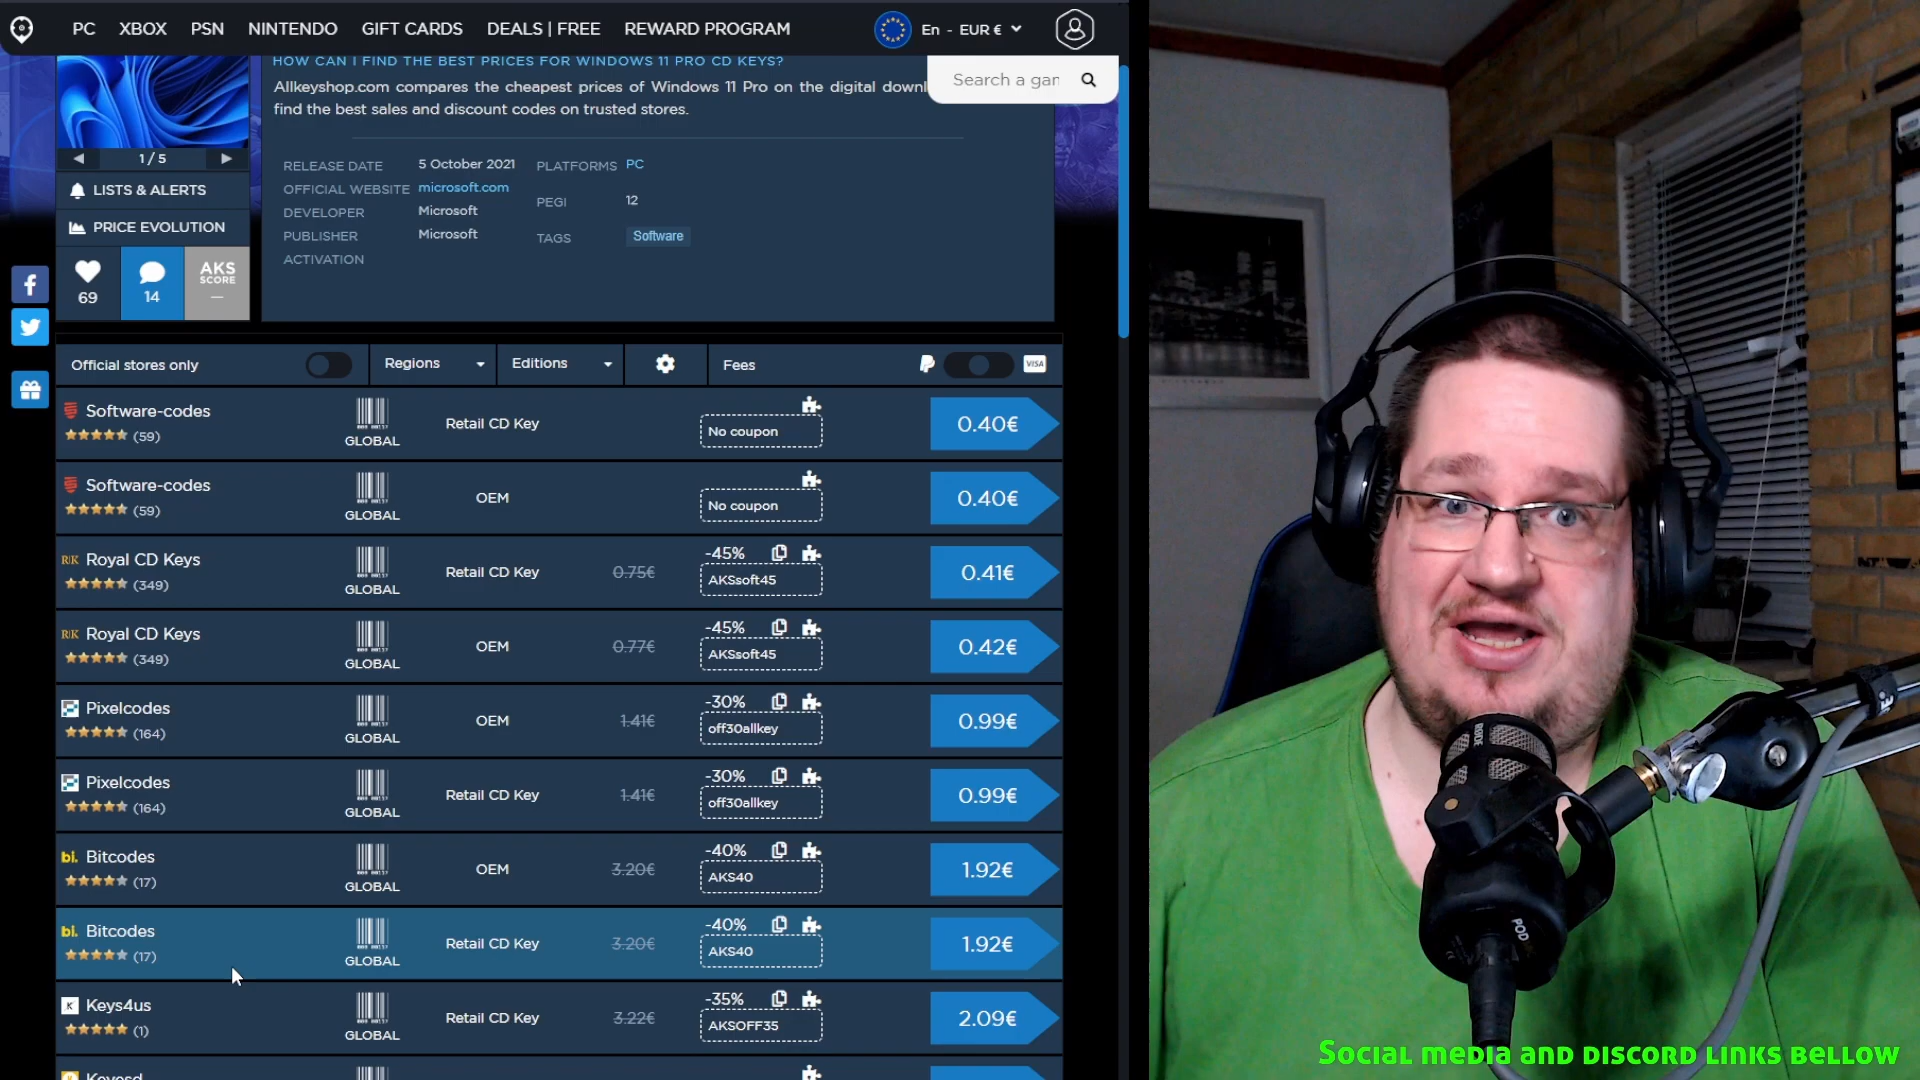 PC XBOX PSN NINTENDO GIFT CARDS DEALS | FREE REWARD PROGRAM En - EUR €
HOW CAN I FIND THE BEST PRICES FOR WINDOWS 11 PRO CD KEYS?
Search a gam
Allkeyshop.com compares the cheapest prices of Windows 11 Pro on the digital downl
find the best sales and discount codes on trusted stores.
1 / 5
LISTS & ALERTS
PRICE EVOLUTION
69
14
AKS
SCORE
—
RELEASE DATE 5 October 2021 PLATFORMS PC
OFFICIAL WEBSITE microsoft.com
PEGI 12
DEVELOPER Microsoft
PUBLISHER Microsoft TAGS Software
ACTIVATION
Official stores only Regions Editions Fees VISA
Software-codes (59) GLOBAL Retail CD Key No coupon 0.40€
Software-codes (59) GLOBAL OEM No coupon 0.40€
RK Royal CD Keys (349) GLOBAL Retail CD Key 0.75€ -45% AKSsoft45 0.41€
RK Royal CD Keys (349) GLOBAL OEM 0.77€ -45% AKSsoft45 0.42€
Pixelcodes (164) GLOBAL OEM 1.41€ -30% off30allkey 0.99€
Pixelcodes (164) GLOBAL Retail CD Key 1.41€ -30% off30allkey 0.99€
bi. Bitcodes (17) GLOBAL OEM 3.20€ -40% AKS40 1.92€
bi. Bitcodes (17) GLOBAL Retail CD Key 3.20€ -40% AKS40 1.92€
K Keys4us (1) GLOBAL Retail CD Key 3.22€ -35% AKSOFF35 2.09€
RØDE
POD
Social media and discord links bellow